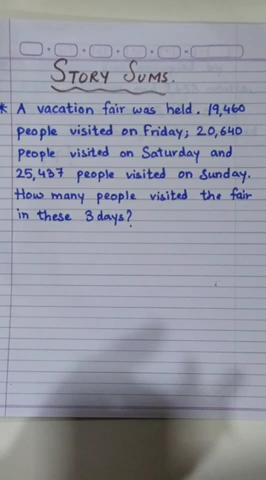 STORY SUMS.
* A vacation fair was held. 19,460
people visited on Friday; 20,640
people visited on Saturday and
25,437 people visited on Sunday.
How many people visited the fair
in these 3 days?